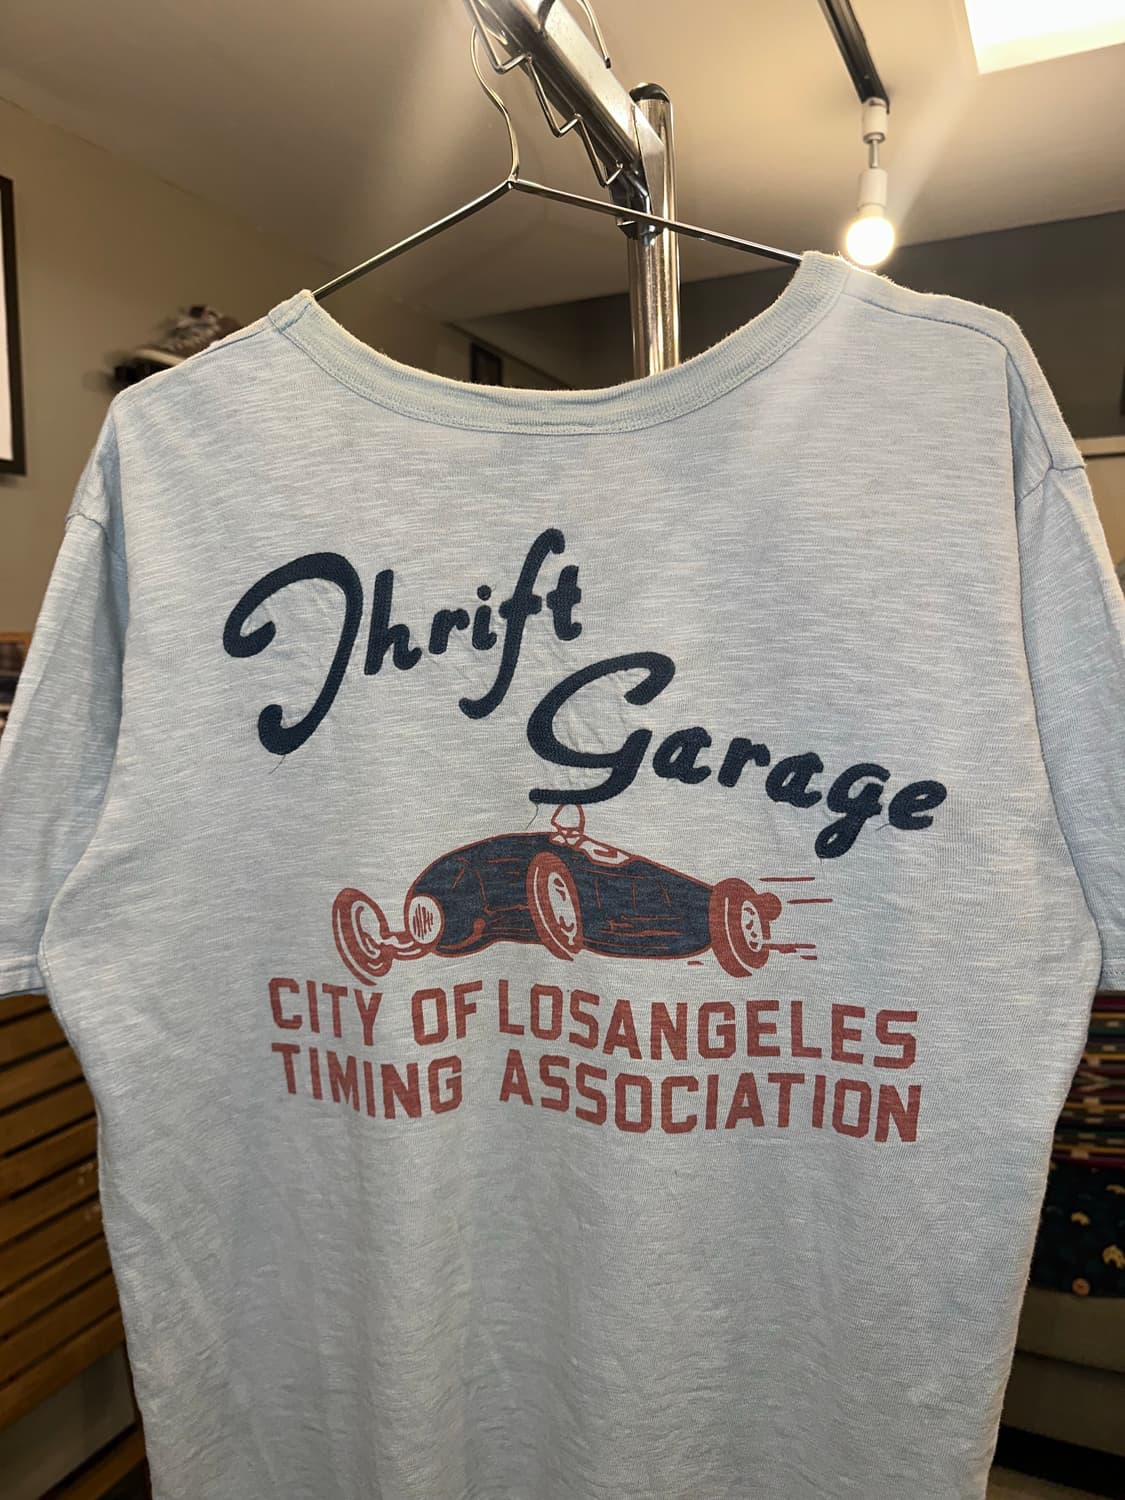 Thrift
Garage
CITY OF LOSANGELES
TIMING ASSOCIATION